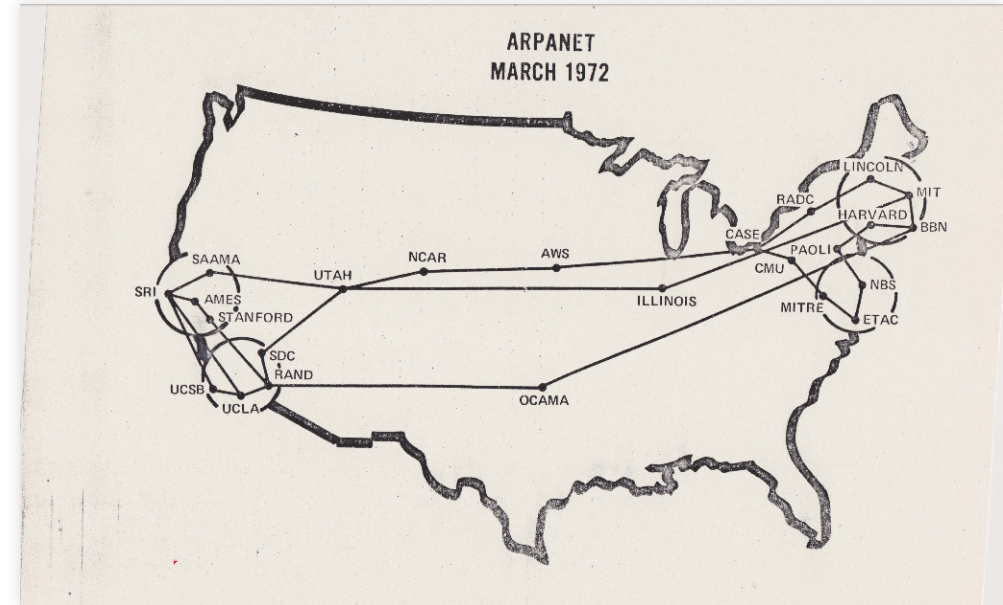 ARPANET
MARCH 1972
LINCOLN
MIT
RADC
HARVARD
CASE
BBN
PAOLI
SAAMA
NCAR
AWS
UTAH
CMU
SRI
AMES
ILLINOIS
NBS
STANFORD
MITRE
ETAC
SDC
RAND
UCSB
OCAMA
UCLA